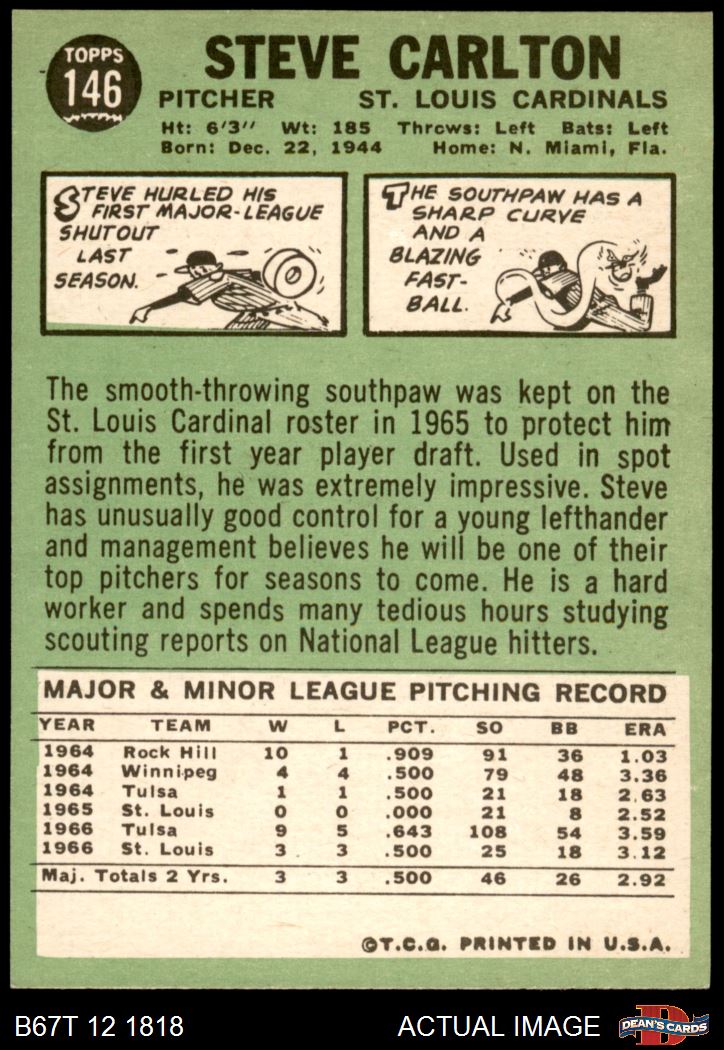 TOPPS
146
STEVE CARLTON
PITCHER ST. LOUIS CARDINALS
Ht: 6'3" Wt: 185 Throws: Left Bats: Left
Born: Dec. 22, 1944 Home: N. Miami, Fla.
STEVE HURLED HIS
FIRST MAJOR-LEAGUE
SHUTOUT
LAST
SEASON.
THE SOUTHPAW HAS A
SHARP CURVE
AND A
BLAZING
FAST-
BALL.
The smooth-throwing southpaw was kept on the
St. Louis Cardinal roster in 1965 to protect him
from the first year player draft. Used in spot
assignments, he was extremely impressive. Steve
has unusually good control for a young lefthander
and management believes he will be one of their
top pitchers for seasons to come. He is a hard
worker and spends many tedious hours studying
scouting reports on National League hitters.
MAJOR & MINOR LEAGUE PITCHING RECORD
YEAR TEAM W L PCT. SO BB ERA
1964 Rock Hill 10 1 .909 91 36 1.03
1964 Winnipeg 4 4 .500 79 48 3.36
1964 Tulsa 1 1 .500 21 18 2.63
1965 St. Louis 0 0 .000 21 8 2.52
1966 Tulsa 9 5 .643 108 54 3.59
1966 St. Louis 3 3 .500 25 18 3.12
Maj. Totals 2 Yrs. 3 3 .500 46 26 2.92
©T.C.G. PRINTED IN U.S.A.
B67T 12 1818 ACTUAL IMAGE D DEAN'S CARDS